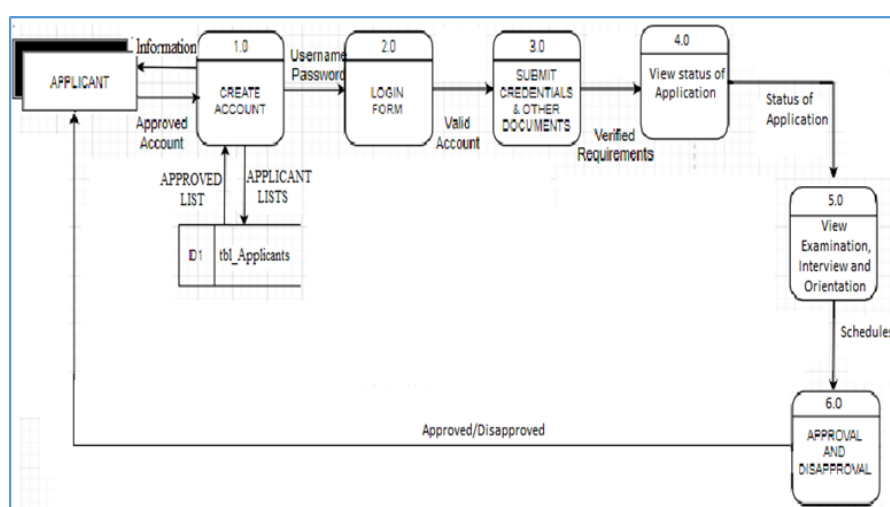 Information
APPLICANT
Approved
Account
1.0
CREATE
ACCOUNT
Username
Password
2.0
LOGIN
FORM
Valid
Account
3.0
SUBMIT
CREDENTIALS
& OTHER
DOCUMENTS
Verified
Requirements
4.0
View status of
Application
Status of
Application
APPROVED
LIST
APPLICANT
LISTS
ID1
tbl_Applicants
5.0
View
Examination,
Interview and
Orientation
Schedules
6.0
APPROVAL
AND
DISAPPROVAL
Approved/Disapproved